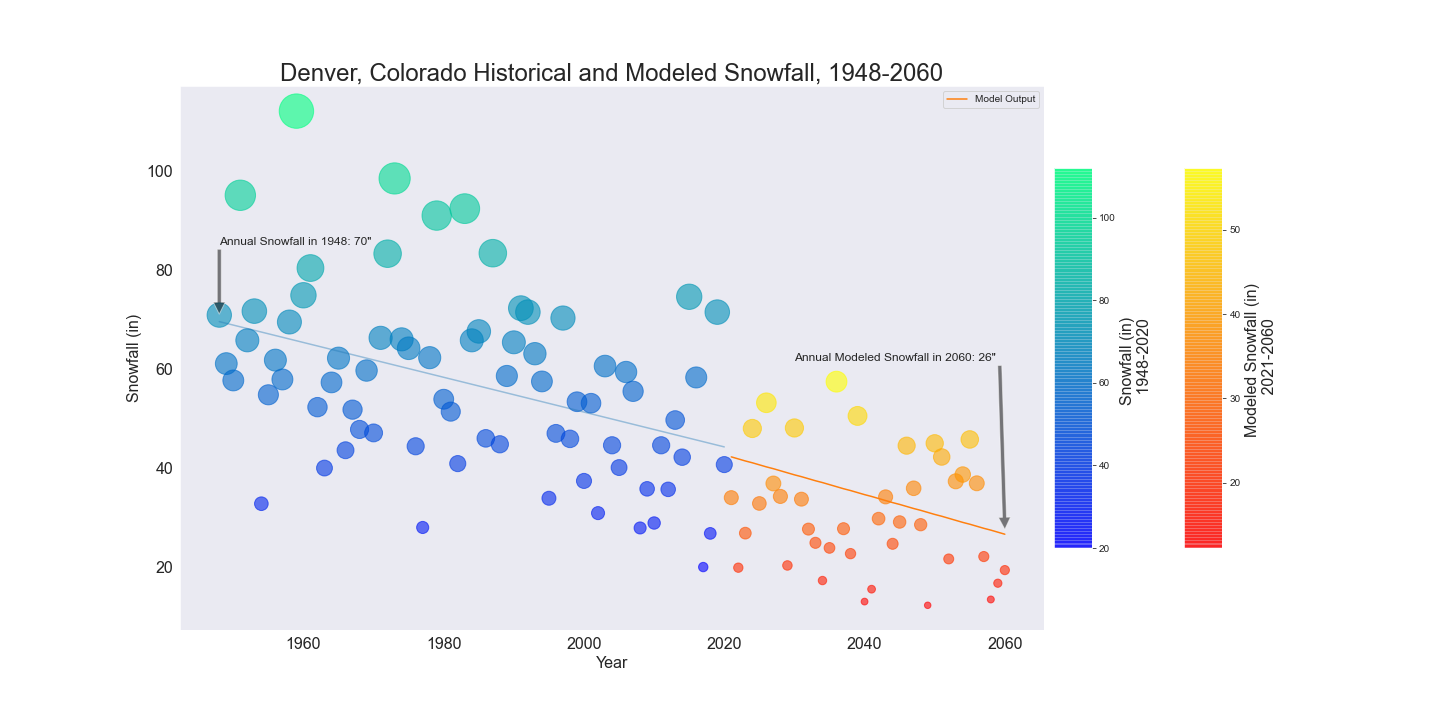 Denver, Colorado Historical and Modeled Snowfall, 1948-2060
Model Output
Annual Snowfall in 1948: 70"
Annual Modeled Snowfall in 2060: 26"
Snowfall (in)
100
80
60
40
20
1960
1980
2000
2020
2040
2060
Year
100
80
60
40
20
Snowfall (in)
1948-2020
50
40
30
20
Modeled Snowfall (in)
2021-2060